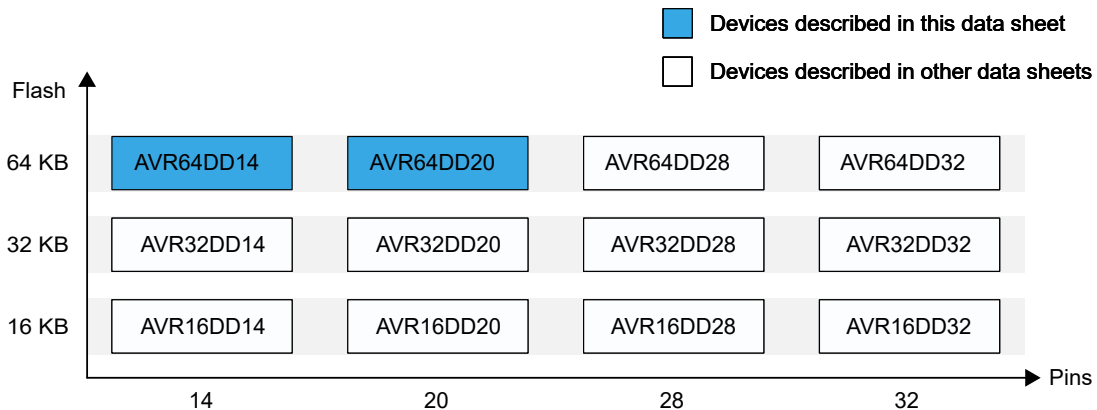 Devices described in this data sheet
Devices described in other data sheets
Flash
64 KB AVR64DD14 AVR64DD20 AVR64DD28 AVR64DD32
32 KB AVR32DD14 AVR32DD20 AVR32DD28 AVR32DD32
16 KB AVR16DD14 AVR16DD20 AVR16DD28 AVR16DD32
Pins
14 20 28 32